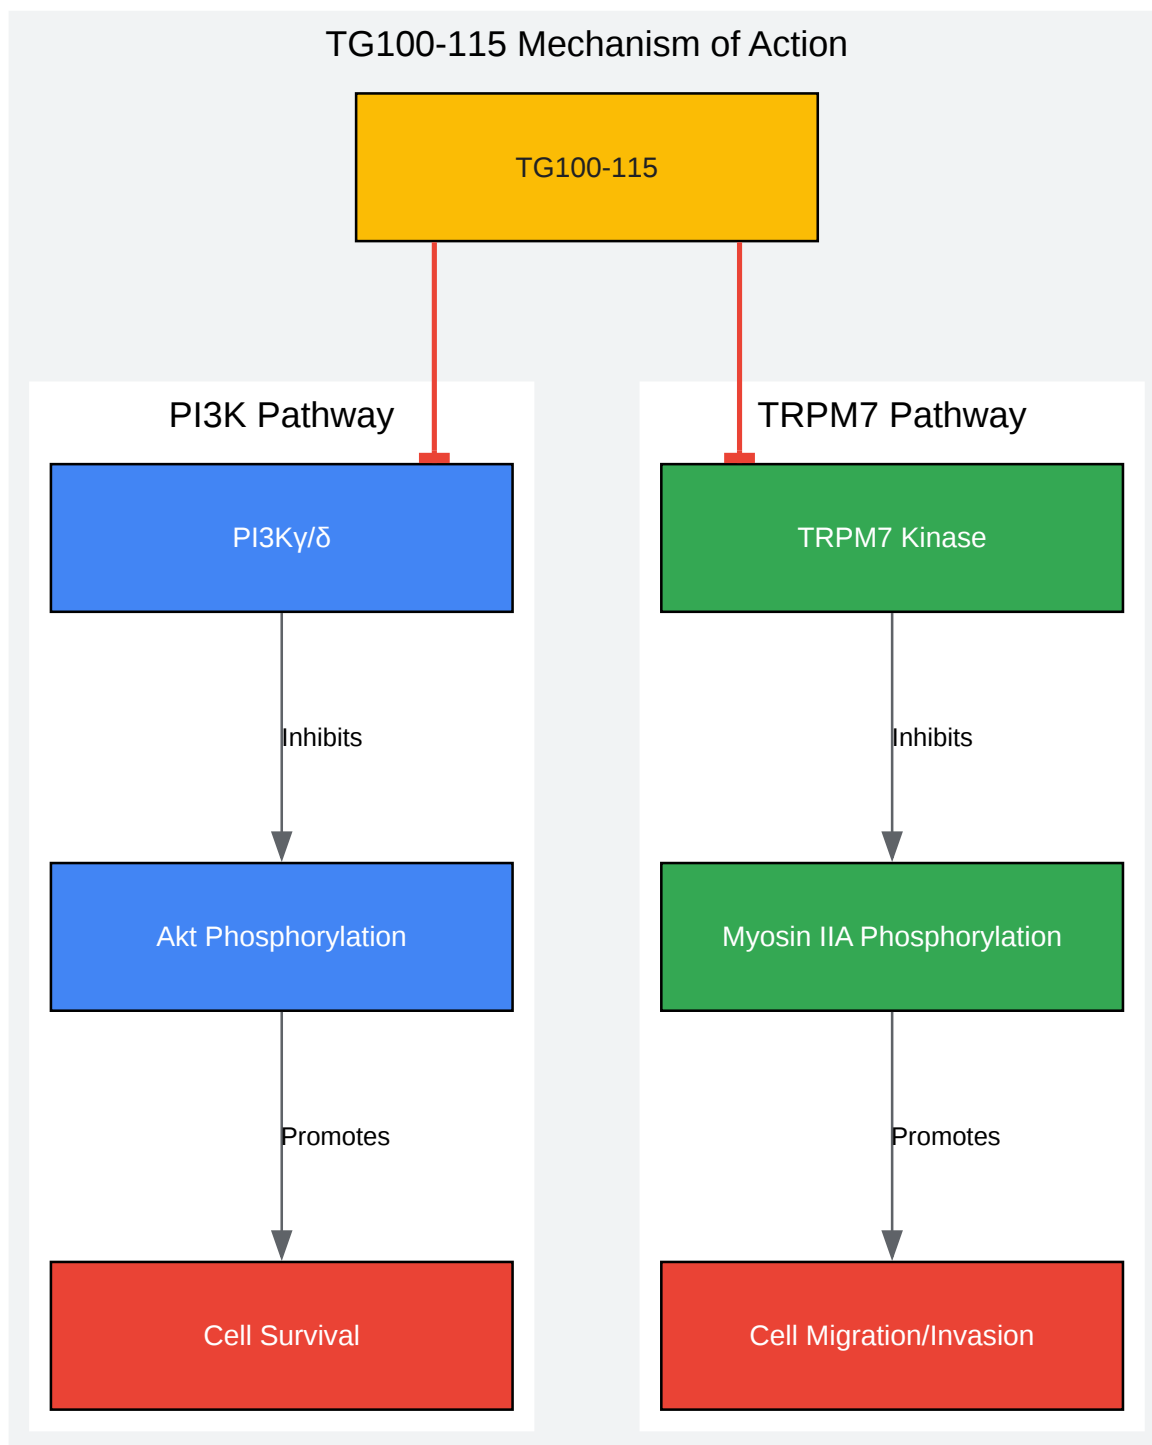 TG100-115 Mechanism of Action
TG100-115
PI3K Pathway
PI3Kγ/δ
Inhibits
Akt Phosphorylation
Promotes
Cell Survival
TRPM7 Pathway
TRPM7 Kinase
Inhibits
Myosin IIA Phosphorylation
Promotes
Cell Migration/Invasion